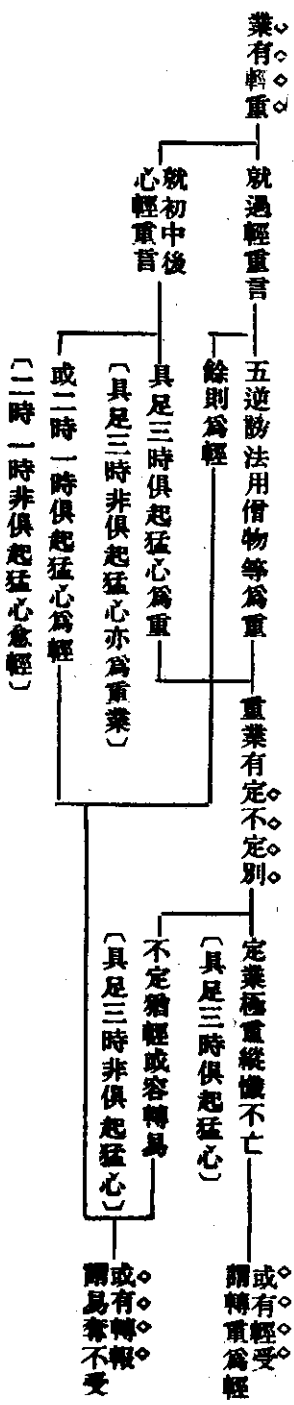 業有輕重
就過輕重言
五逆謗法用僧物等為重
餘則為輕
就初中後
心輕重言
具足三時俱起猛心為重
〔具足三時非俱起猛心亦為重業〕
或二時一時俱起猛心為輕
〔二時一時非俱起猛心愈輕〕
重業有定不定別
定業極重縱懺不亡
〔具足三時俱起猛心〕
不定猶輕或容轉易
〔具足三時非俱起猛心〕
或有輕受
謂轉重為輕
或有轉報
謂易奪不受